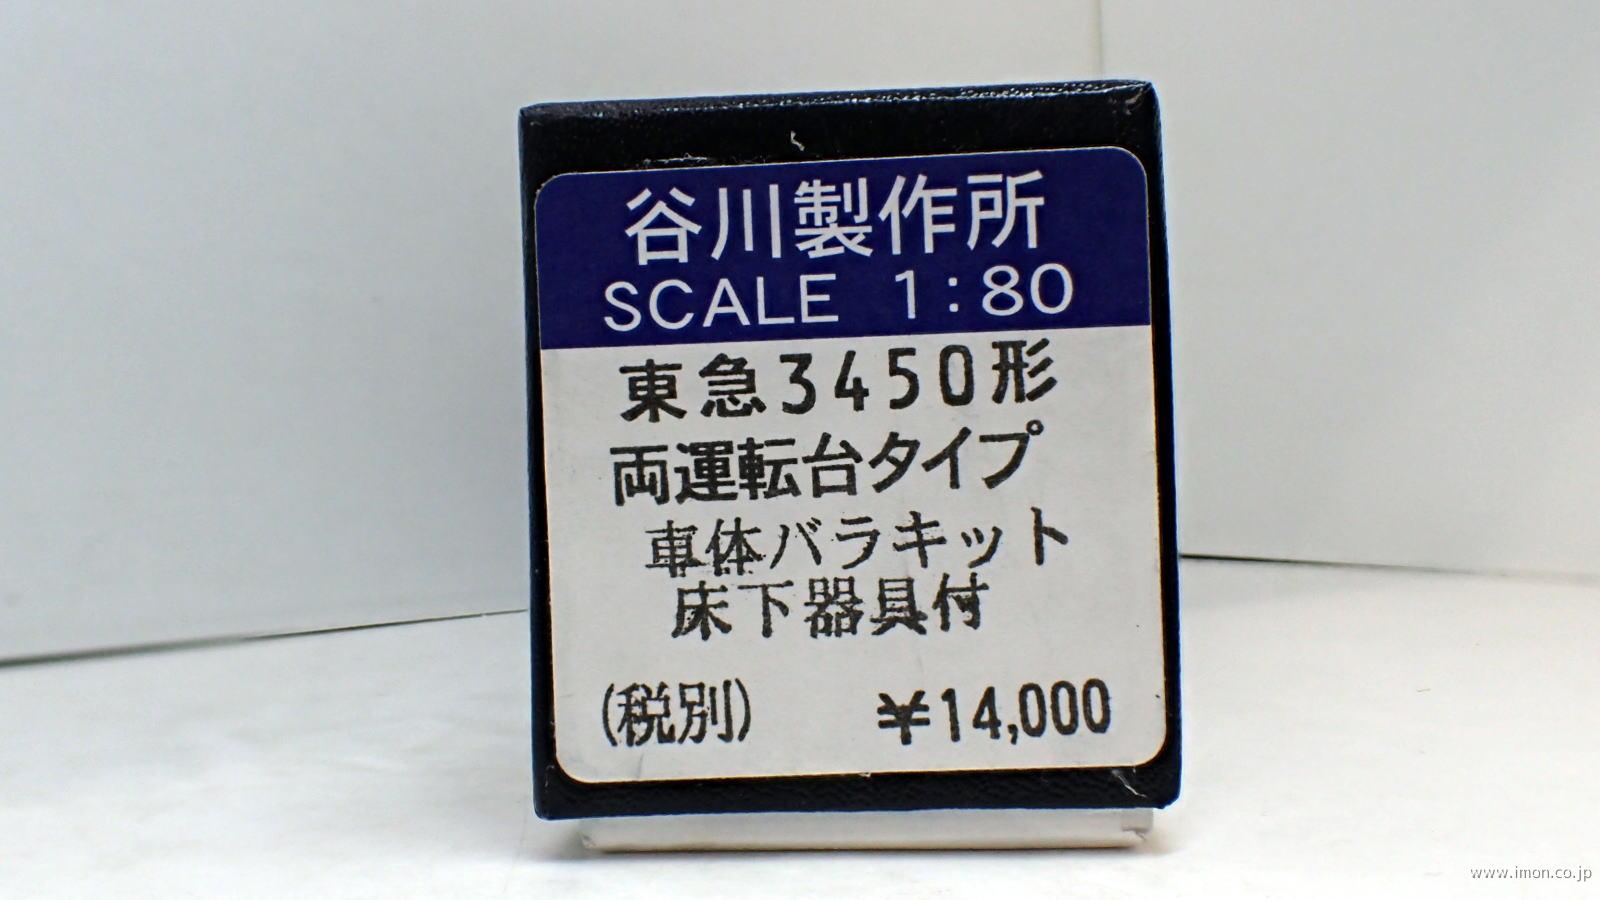 谷川製作所
SCALE 1:80
東急3450形
両運転台タイプ
車体バラキット
床下器具付
(税別) ¥14,000
www.imon.co.jp